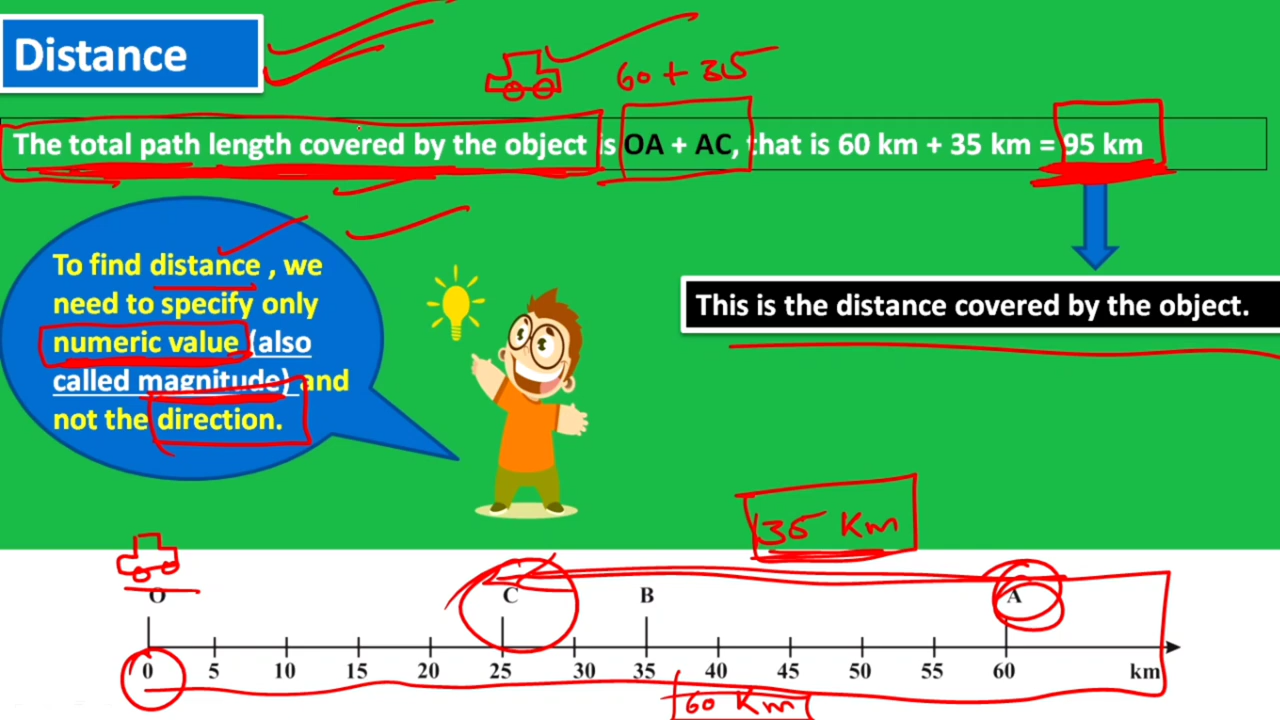 Distance
60 + 35
The total path length covered by the object is OA + AC, that is 60 km + 35 km = 95 km
To find distance , we
need to specify only
numeric value (also
called magnitude) and
not the direction.
This is the distance covered by the object.
35 Km
O C B A
0 5 10 15 20 25 30 35 40 45 50 55 60 km
60 Km